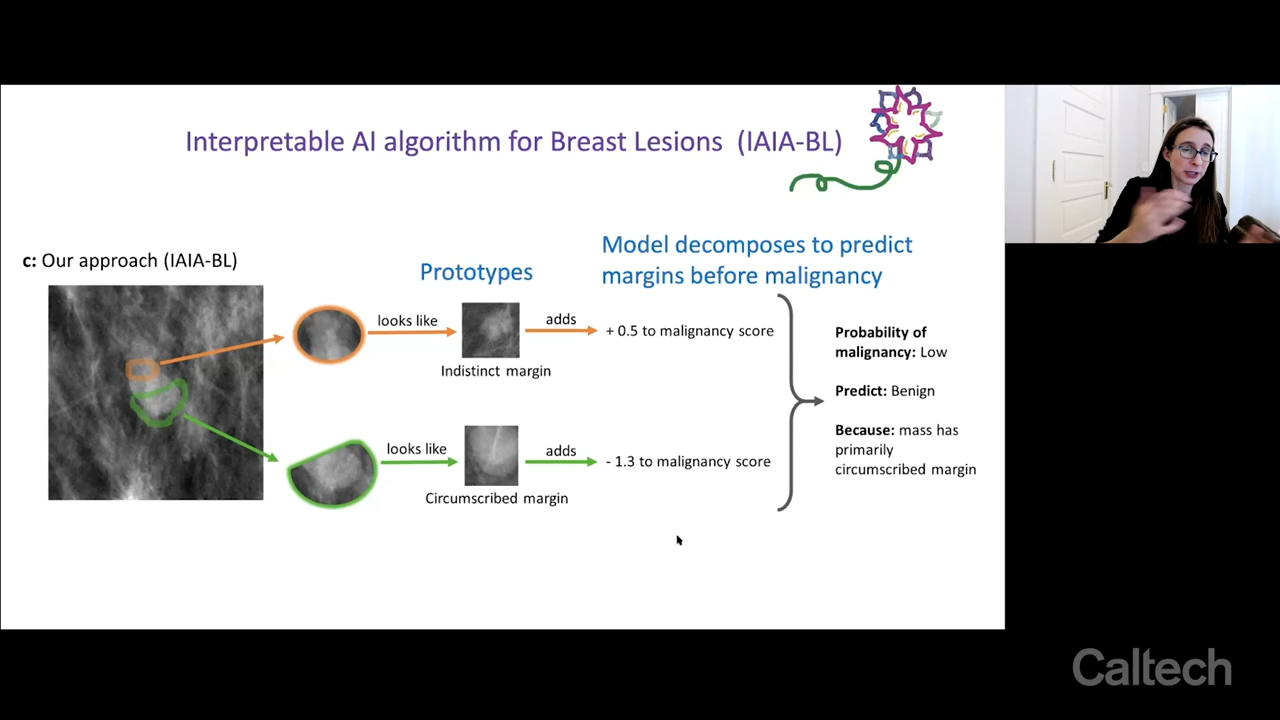 Interpretable AI algorithm for Breast Lesions (IAIA-BL)
c: Our approach (IAIA-BL)
Prototypes
Model decomposes to predict
margins before malignancy
looks like
adds
+ 0.5 to malignancy score
Indistinct margin
looks like
adds
- 1.3 to malignancy score
Circumscribed margin
Probability of
malignancy: Low
Predict: Benign
Because: mass has
primarily
circumscribed margin
Caltech